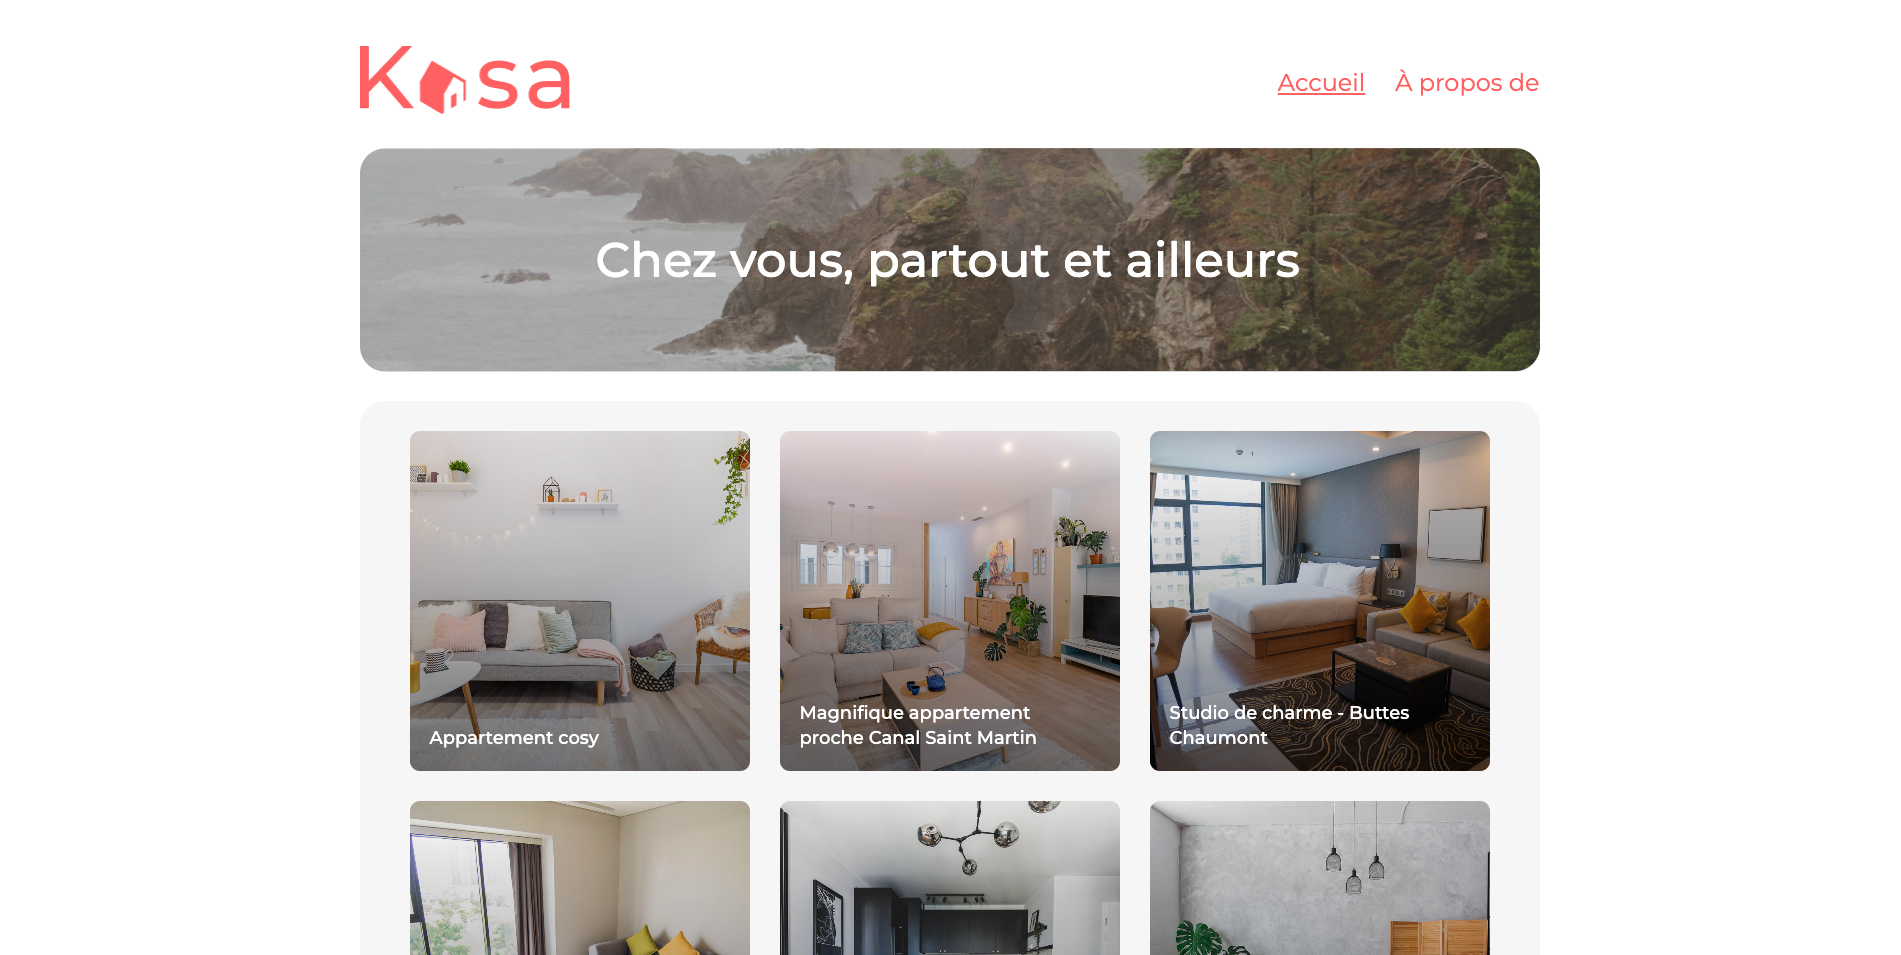 Kasa
Accueil À propos de
Chez vous, partout et ailleurs
Appartement cosy
Magnifique appartement
proche Canal Saint Martin
Studio de charme - Buttes
Chaumont